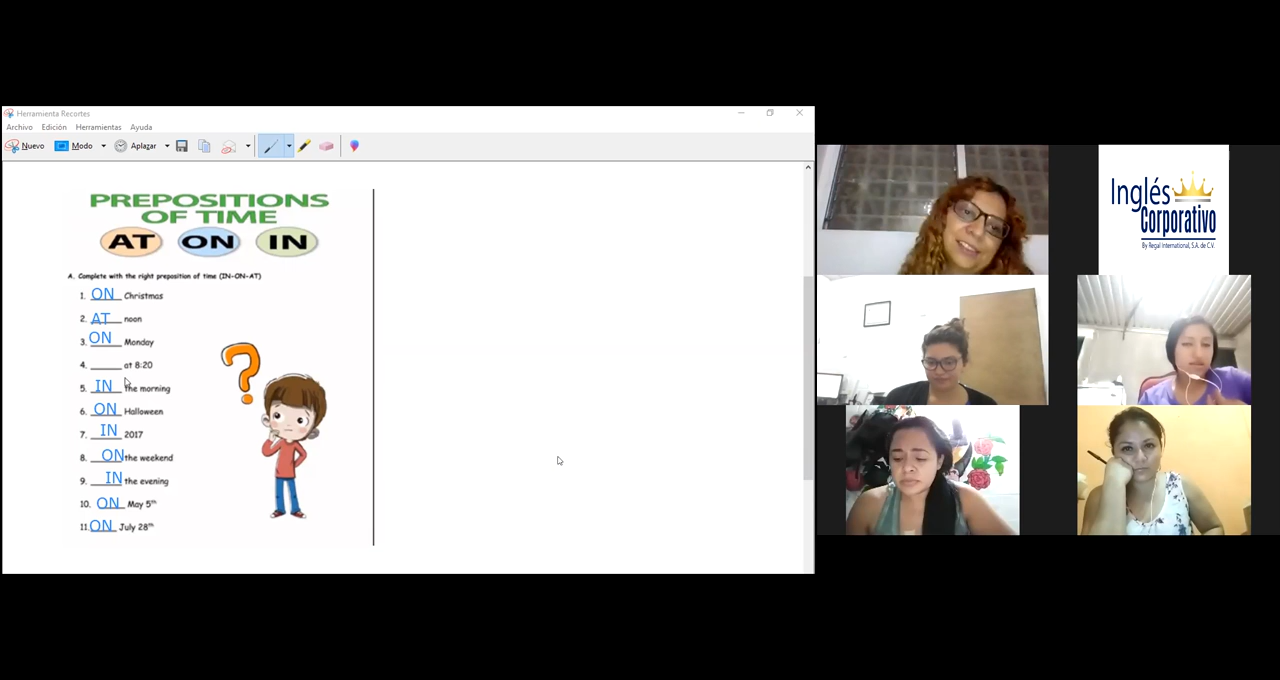 Herramienta Recortes
Archivo Edición Herramientas Ayuda
Nuevo Modo Aplazar
PREPOSITIONS
OF TIME
AT ON IN
A. Complete with the right preposition of time (IN-ON-AT)
1. ON Christmas
2. AT noon
3. ON Monday
4. ______ at 8:20
5. IN the morning
6. ON Halloween
7. IN 2017
8. ON the weekend
9. IN the evening
10. ON May 5th
11. ON July 28th
?
Inglés
Corporativo
By Regal International, S.A. de C.V.